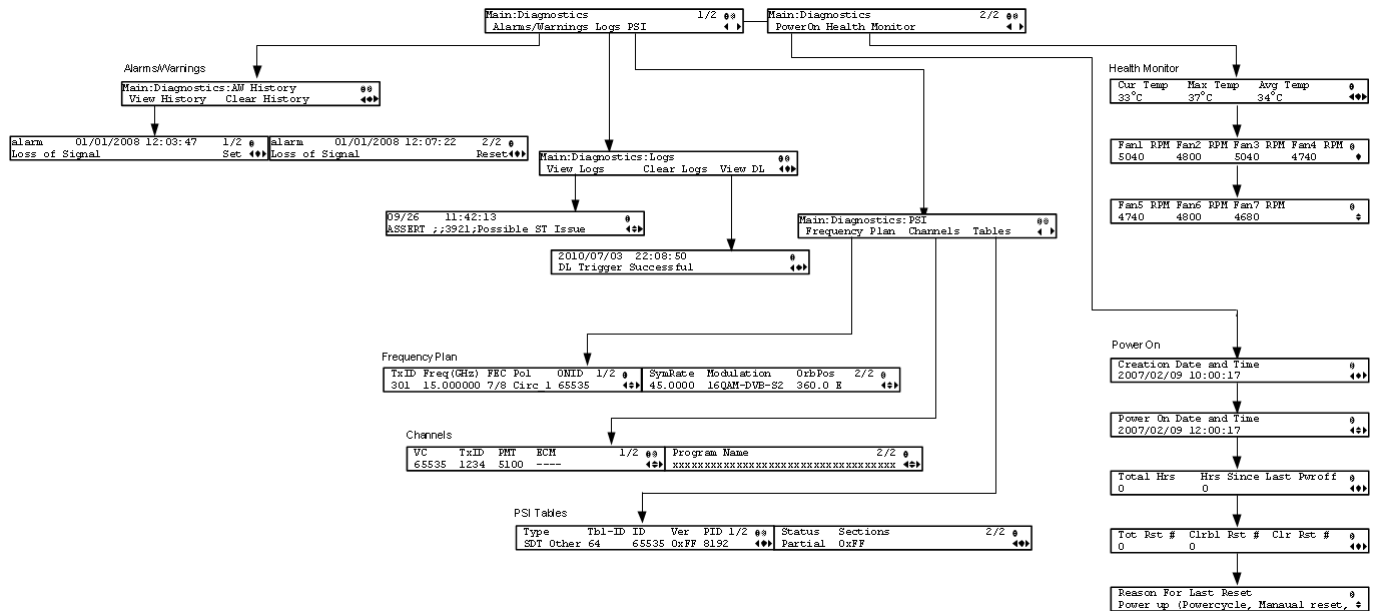 Main:Diagnostics 1/2
Alarms/Warnings Logs PSI
Main:Diagnostics 2/2
PowerOn Health Monitor
Alarms/Warnings
Main:Diagnostics:AW History
View History Clear History
alarm 01/01/2008 12:03:47 1/2
Loss of Signal Set
alarm 01/01/2008 12:07:22 2/2
Loss of Signal Reset
Main:Diagnostics:Logs
View Logs Clear Logs View DL
09/26 11:42:13
ASSERT ;;3921;Possible ST Issue
2010/07/03 22:08:50
DL Trigger Successful
Main:Diagnostics:PSI
Frequency Plan Channels Tables
Frequency Plan
TxID Freq(GHz) FEC Pol ONID 1/2
301 15.000000 7/8 Circ_l 65535
SymRate Modulation OrbPos 2/2
45.0000 16QAM-DVB-S2 360.0 E
Channels
VC TxID PMT ECM 1/2
65535 1234 5100 ----
Program Name 2/2
xxxxxxxxxxxxxxxxxxxxxxxxxxxxxxxxxxxx
PSI Tables
Type Tbl-ID ID Ver PID 1/2
SDT Other 64 65535 0xFF 8192
Status Sections 2/2
Partial 0xFF
Health Monitor
Cur Temp Max Temp Avg Temp
33°C 37°C 34°C
Fan1 RPM Fan2 RPM Fan3 RPM Fan4 RPM
5040 4800 5040 4740
Fan5 RPM Fan6 RPM Fan7 RPM
4740 4800 4680
Power On
Creation Date and Time
2007/02/09 10:00:17
Power On Date and Time
2007/02/09 12:00:17
Total Hrs Hrs Since Last Pwroff
0 0
Tot Rst # Clrbl Rst # Clr Rst #
0 0
Reason For Last Reset
Power up (Powercycle, Manaual reset,